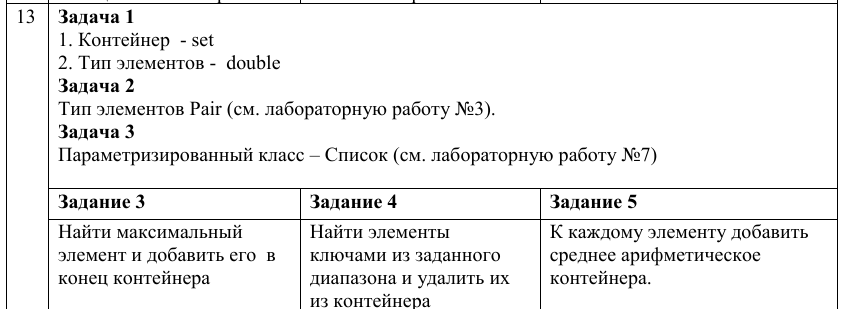 13
Задача 1
1. Контейнер - set
2. Тип элементов - double
Задача 2
Тип элементов Pair (см. лабораторную работу №3).
Задача 3
Параметризированный класс – Список (см. лабораторную работу №7)
Задание 3
Найти максимальный
элемент и добавить его в
конец контейнера
Задание 4
Найти элементы
ключами из заданного
диапазона и удалить их
из контейнера
Задание 5
К каждому элементу добавить
среднее арифметическое
контейнера.